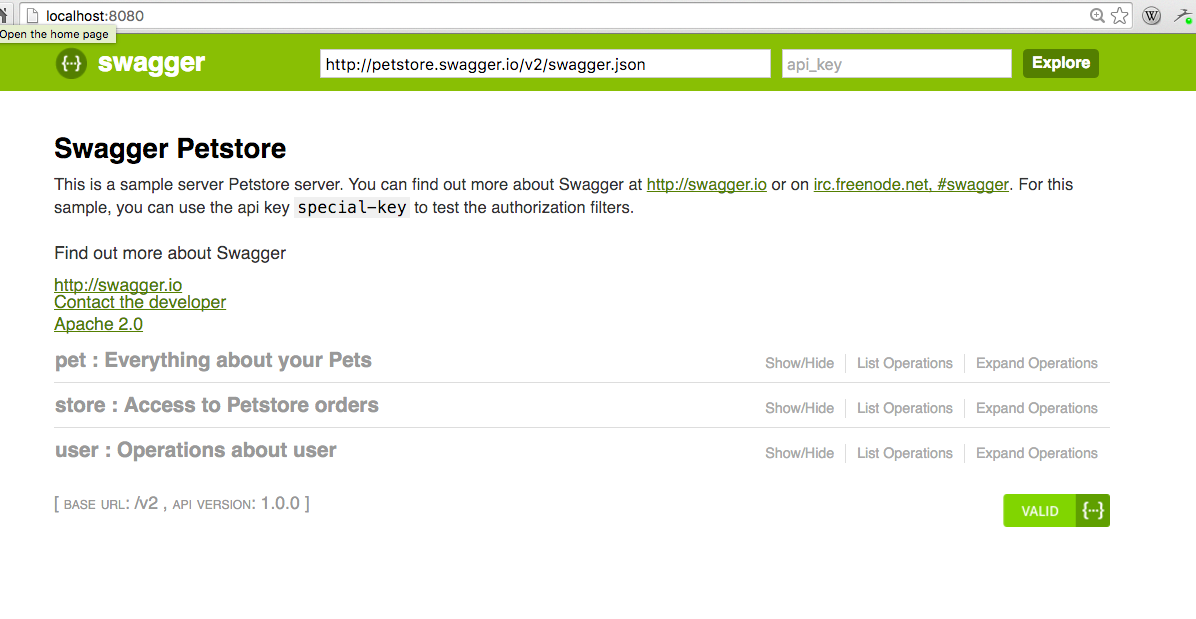 localhost:8080
Open the home page
swagger http://petstore.swagger.io/v2/swagger.json api_key Explore
Swagger Petstore
This is a sample server Petstore server. You can find out more about Swagger at http://swagger.io or on irc.freenode.net, #swagger. For this
sample, you can use the api key special-key to test the authorization filters.
Find out more about Swagger
http://swagger.io
Contact the developer
Apache 2.0
pet : Everything about your Pets Show/Hide List Operations Expand Operations
store : Access to Petstore orders Show/Hide List Operations Expand Operations
user : Operations about user Show/Hide List Operations Expand Operations
[ BASE URL: /v2 , API VERSION: 1.0.0 ]
VALID {···}